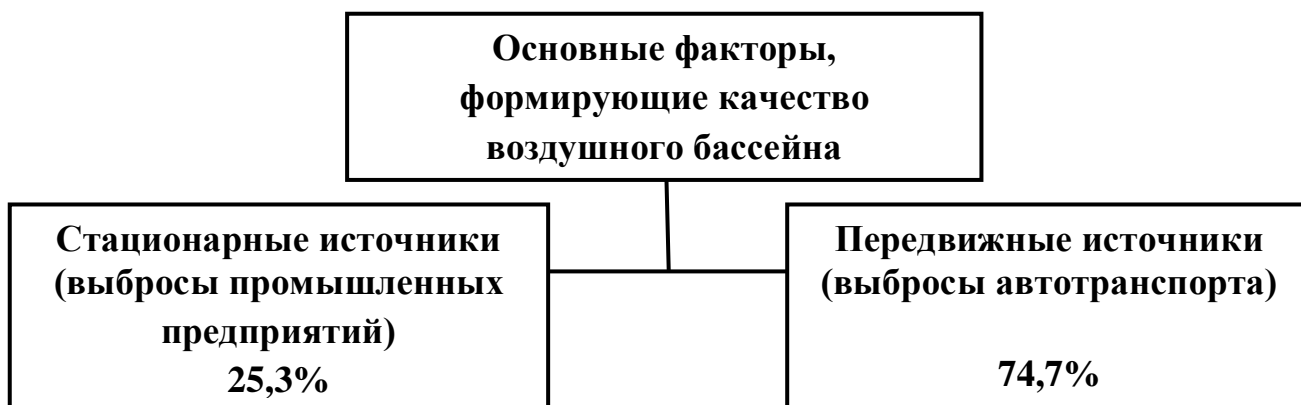 Основные факторы,
формирующие качество
воздушного бассейна
Стационарные источники
(выбросы промышленных
предприятий)
25,3%
Передвижные источники
(выбросы автотранспорта)
74,7%